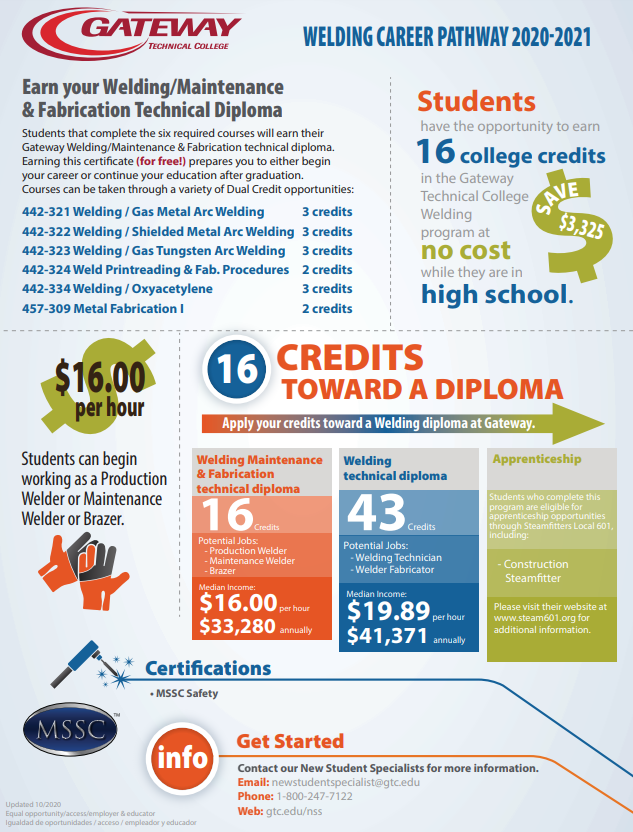 GATEWAY
TECHNICAL COLLEGE
WELDING CAREER PATHWAY 2020-2021
Earn your Welding/Maintenance
& Fabrication Technical Diploma
Students that complete the six required courses will earn their
Gateway Welding/Maintenance & Fabrication technical diploma.
Earning this certificate (for free!) prepares you to either begin
your career or continue your education after graduation.
Courses can be taken through a variety of Dual Credit opportunities:
442-321 Welding / Gas Metal Arc Welding 3 credits
442-322 Welding / Shielded Metal Arc Welding 3 credits
442-323 Welding / Gas Tungsten Arc Welding 3 credits
442-324 Weld Printreading & Fab. Procedures 2 credits
442-334 Welding / Oxyacetylene 3 credits
457-309 Metal Fabrication I 2 credits
Students
have the opportunity to earn
16 college credits
in the Gateway
Technical College
Welding
program at
no cost
while they are in
high school.
SAVE
$3,325
$16.00
per hour
Students can begin
working as a Production
Welder or Maintenance
Welder or Brazer.
16 CREDITS
TOWARD A DIPLOMA
Apply your credits toward a Welding diploma at Gateway.
Welding Maintenance
& Fabrication
technical diploma
16 Credits
Potential Jobs:
- Production Welder
- Maintenance Welder
- Brazer
Median Income:
$16.00 per hour
$33,280 annually
Welding
technical diploma
43 Credits
Potential Jobs:
- Welding Technician
- Welder Fabricator
Median Income:
$19.89 per hour
$41,371 annually
Apprenticeship
Students who complete this
program are eligible for
apprenticeship opportunities
through Steamfitters Local 601,
including:
- Construction
Steamfitter
Please visit their website at
www.steam601.org for
additional information.
Certifications
• MSSC Safety
MSSC™
info
Get Started
Contact our New Student Specialists for more information.
Email: newstudentspecialist@gtc.edu
Phone: 1-800-247-7122
Web: gtc.edu/nss
Updated 10/2020
Equal opportunity/access/employer & educator
Igualdad de oportunidades / acceso / empleador y educador